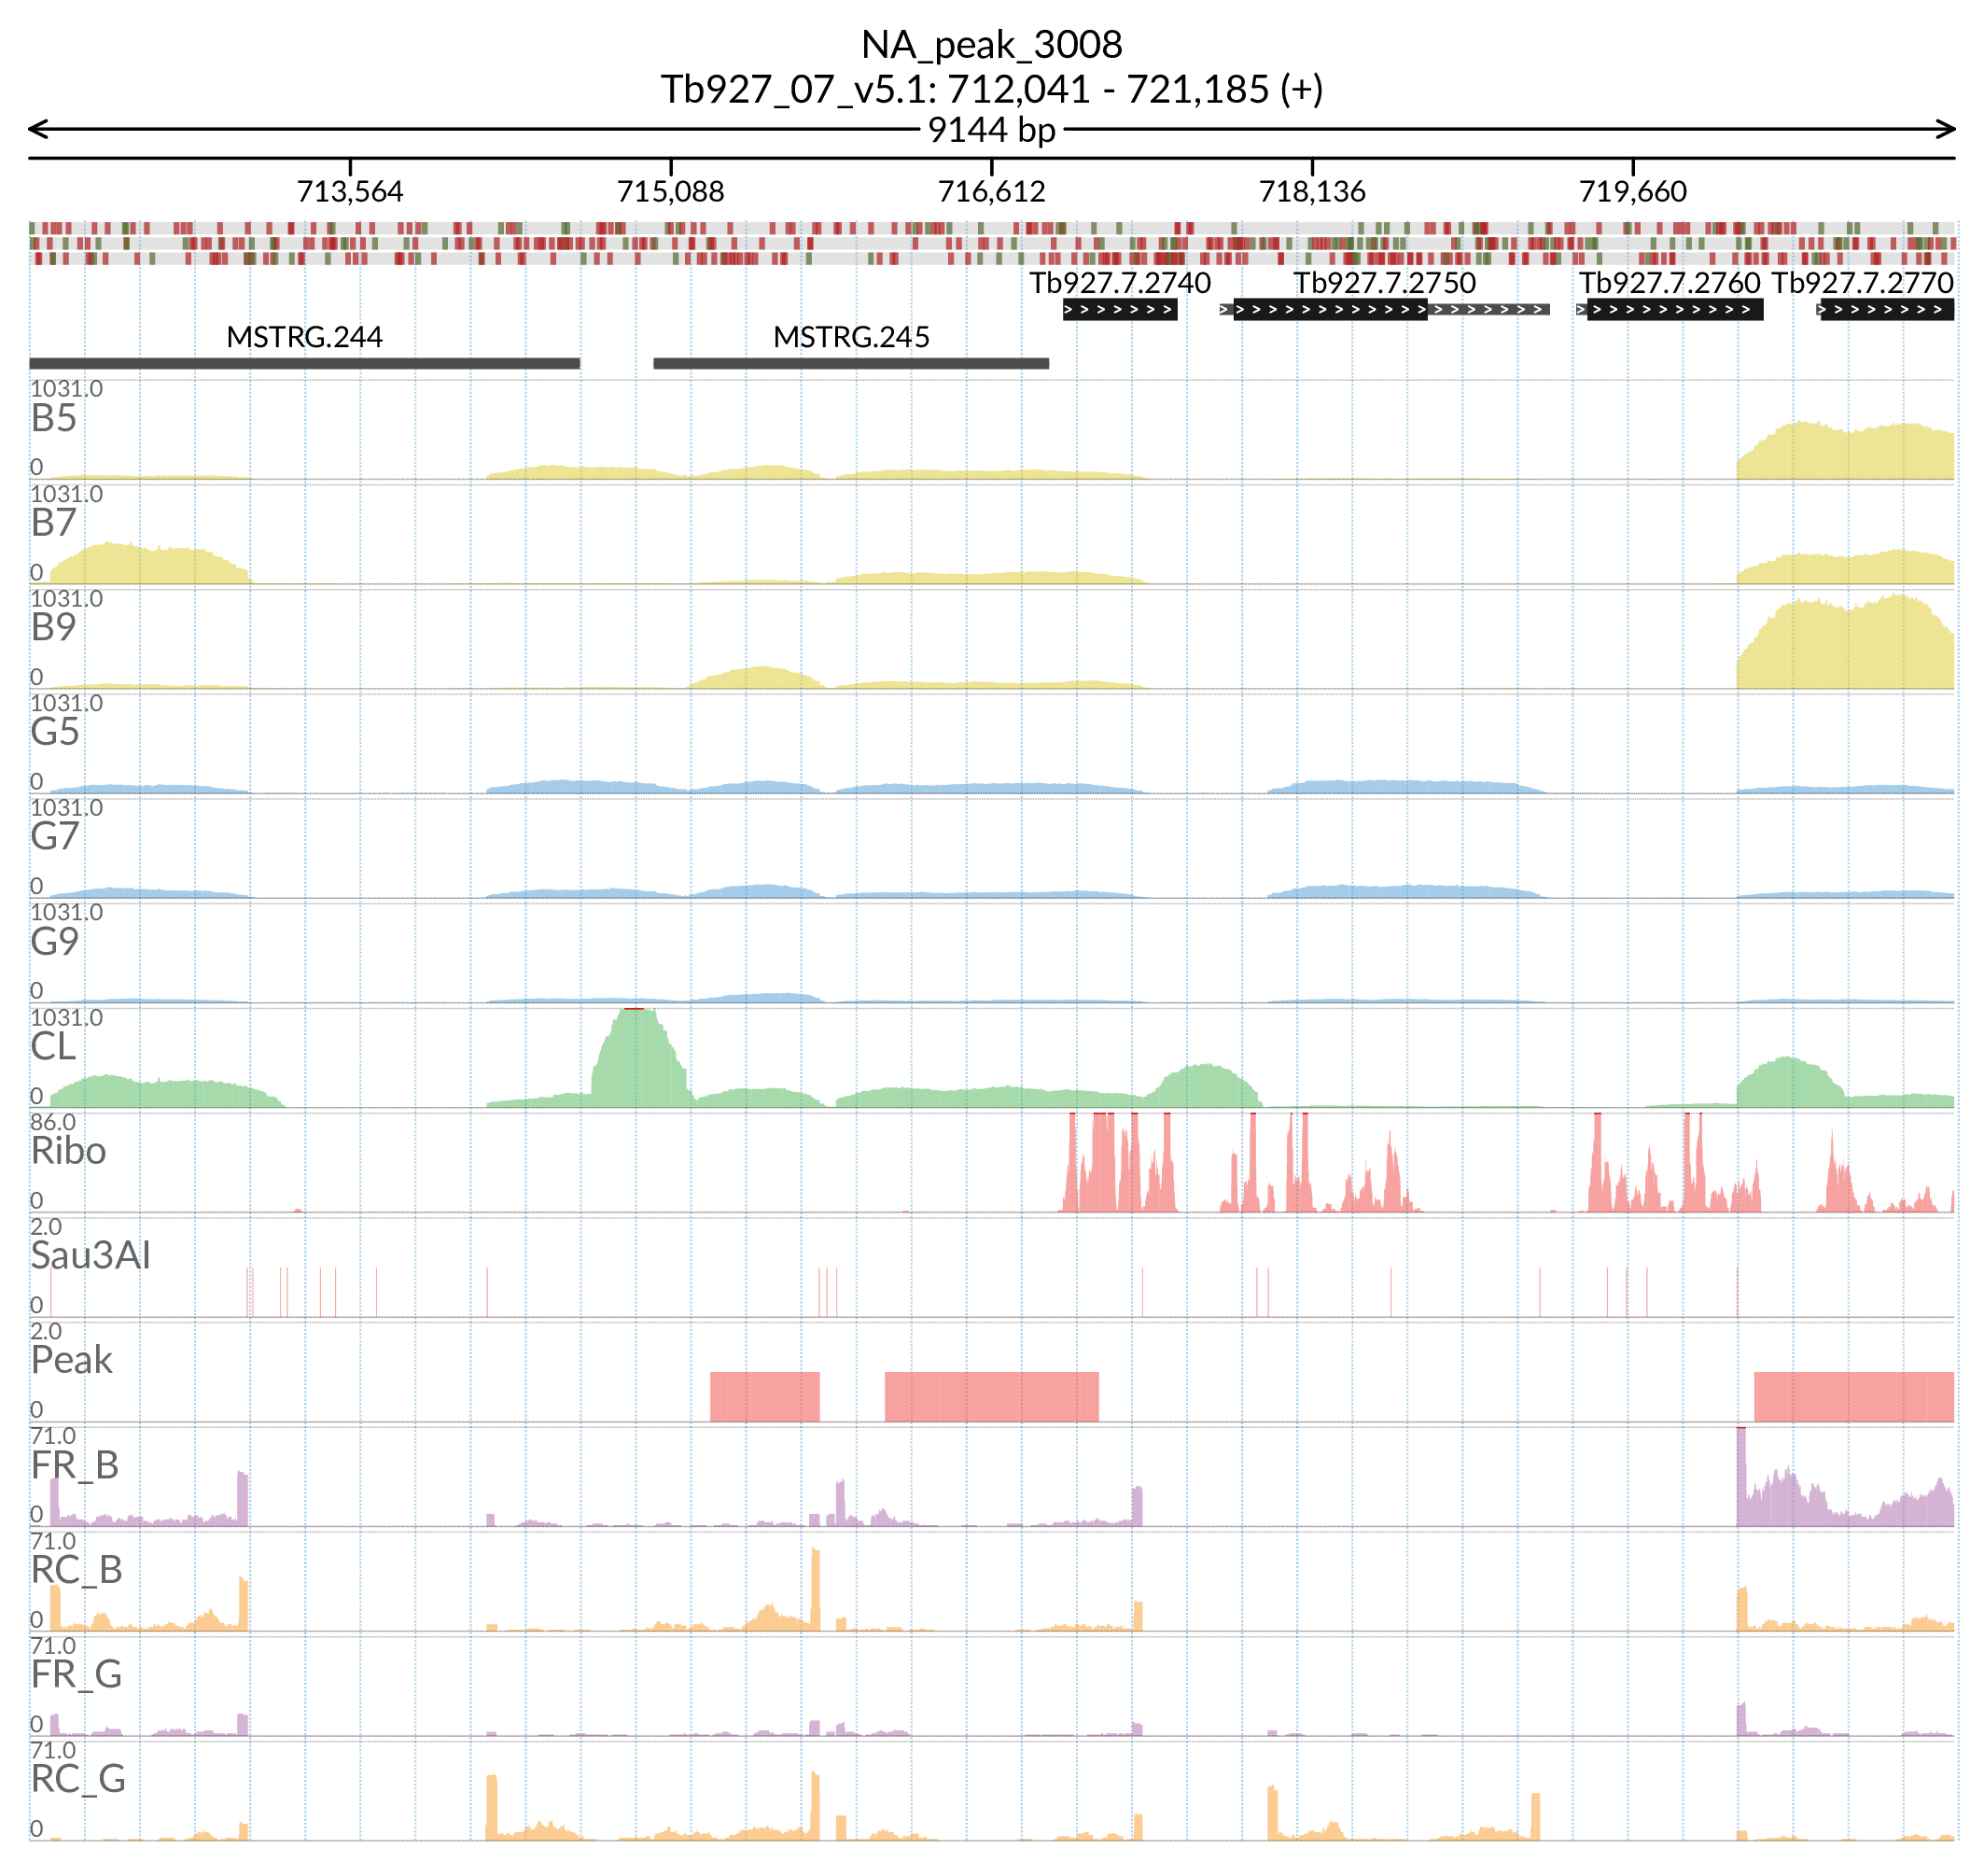 NA_peak_3008
Tb927_07_v5.1: 712,041 - 721,185 (+)
9144 bp
713,564 715,088 716,612 718,136 719,660
Tb927.7.2740 Tb927.7.2750 Tb927.7.2760 Tb927.7.2770
MSTRG.244 MSTRG.245
1031.0
B5
0
1031.0
B7
0
1031.0
B9
0
1031.0
G5
0
1031.0
G7
0
1031.0
G9
0
1031.0
CL
0
86.0
Ribo
0
2.0
Sau3AI
0
2.0
Peak
0
71.0
FR_B
0
71.0
RC_B
0
71.0
FR_G
0
71.0
RC_G
0